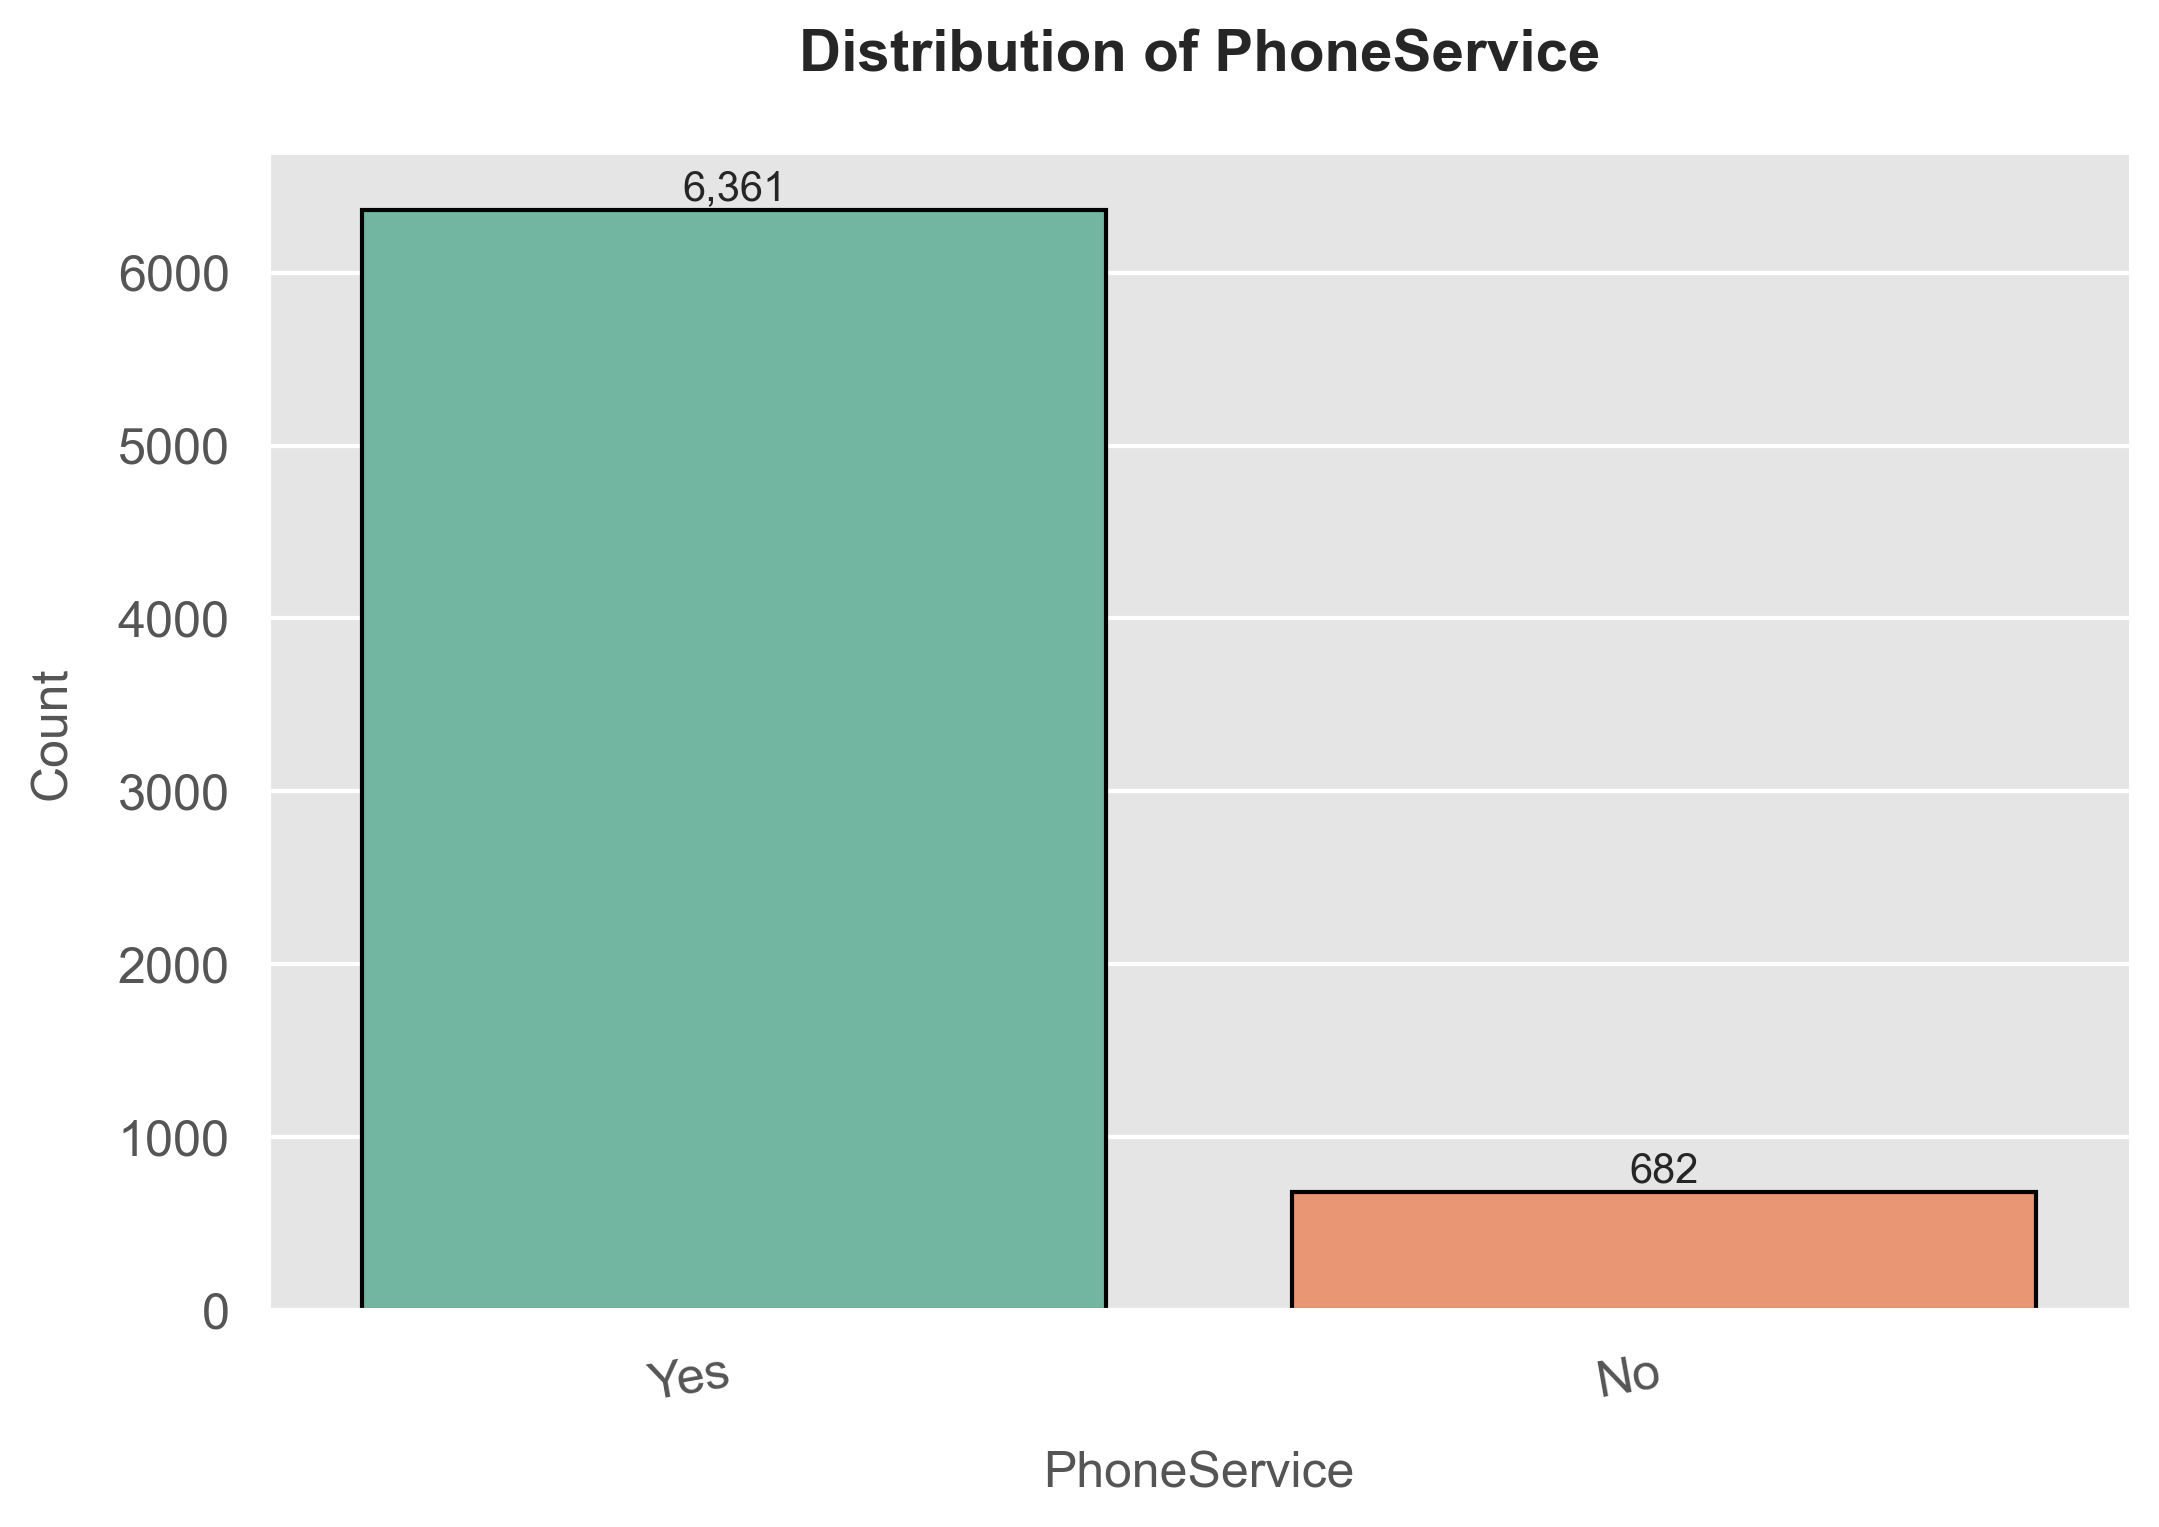 Distribution of PhoneService
6,361
6000
5000
4000
3000
2000
1000
682
0
Count
Yes
No
PhoneService